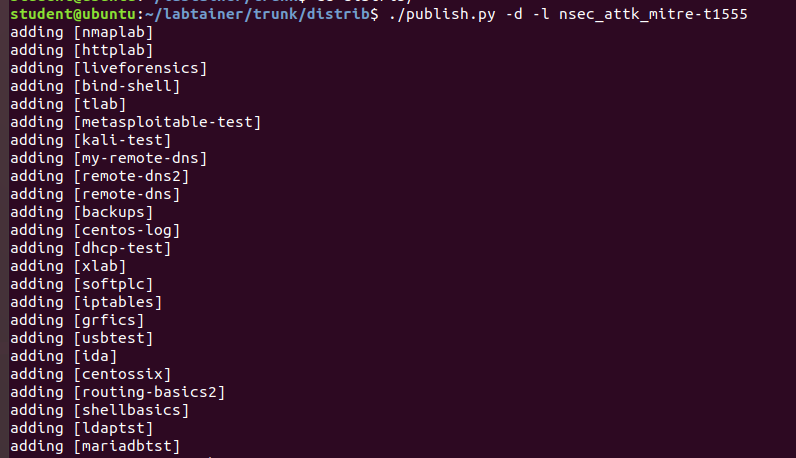 student@ubuntu:~/labtainer/trunk/distrib$ ./publish.py -d -l nsec_attk_mitre-t1555
adding [nmaplab]
adding [httplab]
adding [liveforensics]
adding [bind-shell]
adding [tlab]
adding [metasploitable-test]
adding [kali-test]
adding [my-remote-dns]
adding [remote-dns2]
adding [remote-dns]
adding [backups]
adding [centos-log]
adding [dhcp-test]
adding [xlab]
adding [softplc]
adding [iptables]
adding [grfics]
adding [usbtest]
adding [ida]
adding [centossix]
adding [routing-basics2]
adding [shellbasics]
adding [ldaptst]
adding [mariadbtst]